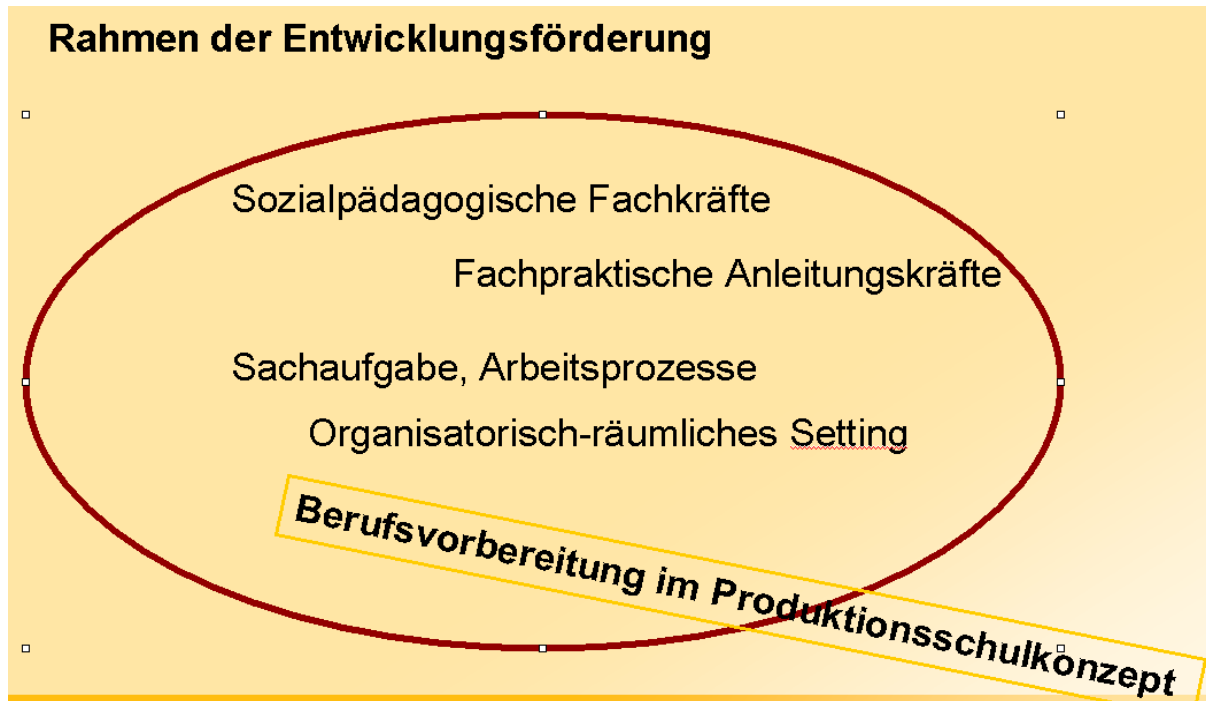 Rahmen der Entwicklungsförderung
Sozialpädagogische Fachkräfte
Fachpraktische Anleitungskräfte
Sachaufgabe, Arbeitsprozesse
Organisatorisch-räumliches Setting
Berufsvorbereitung im Produktionsschulkonzept